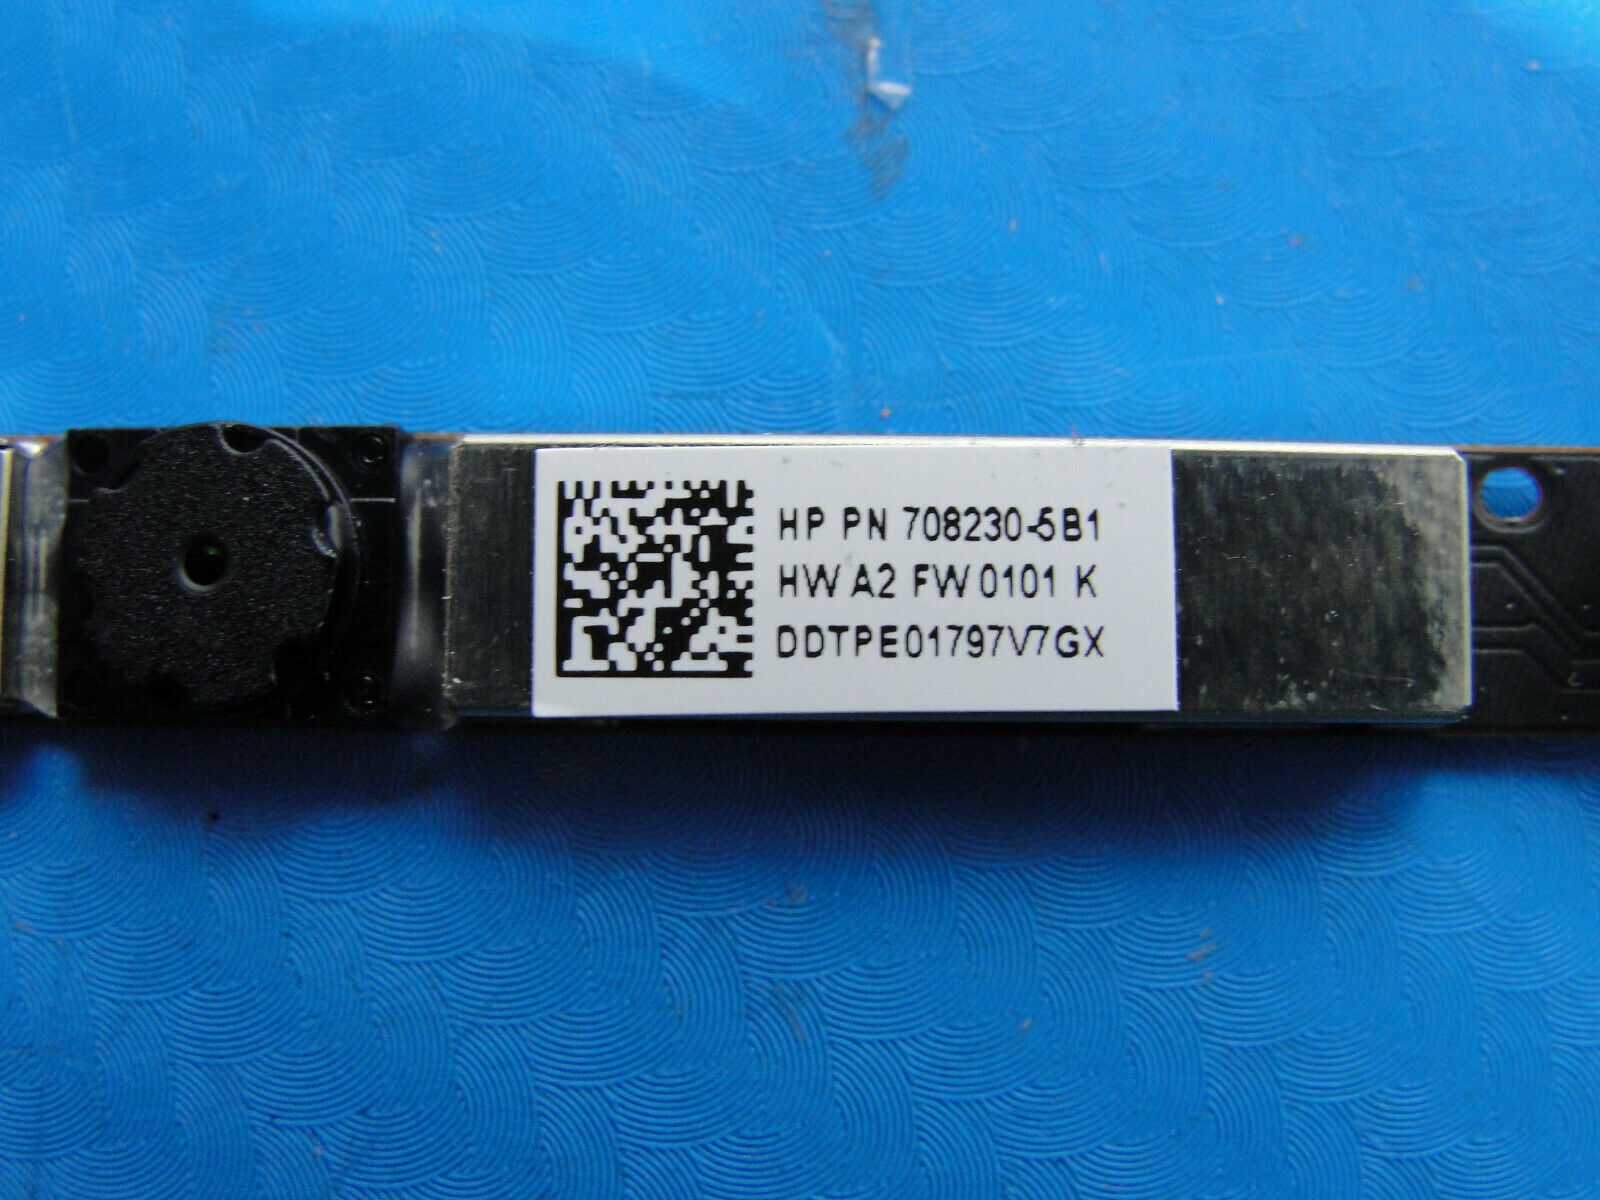 HP PN 708230-5B1
HW A2 FW 0101 K
DDTPE01797V7GX